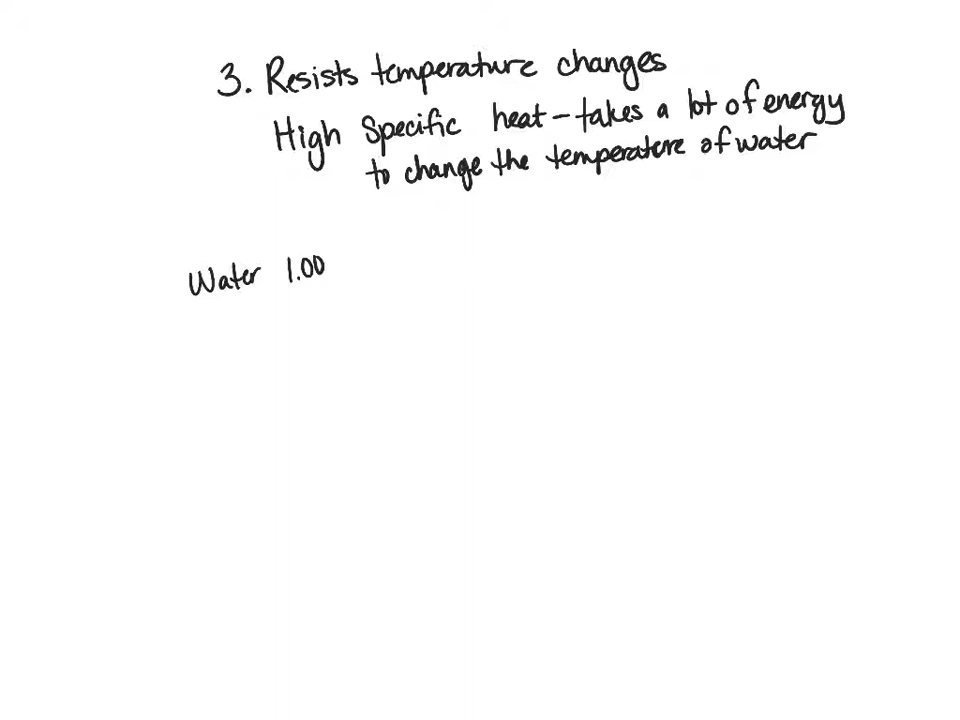 3. Resists temperature changes
High Specific heat - takes a lot of energy
to change the temperature of water
Water 1.00